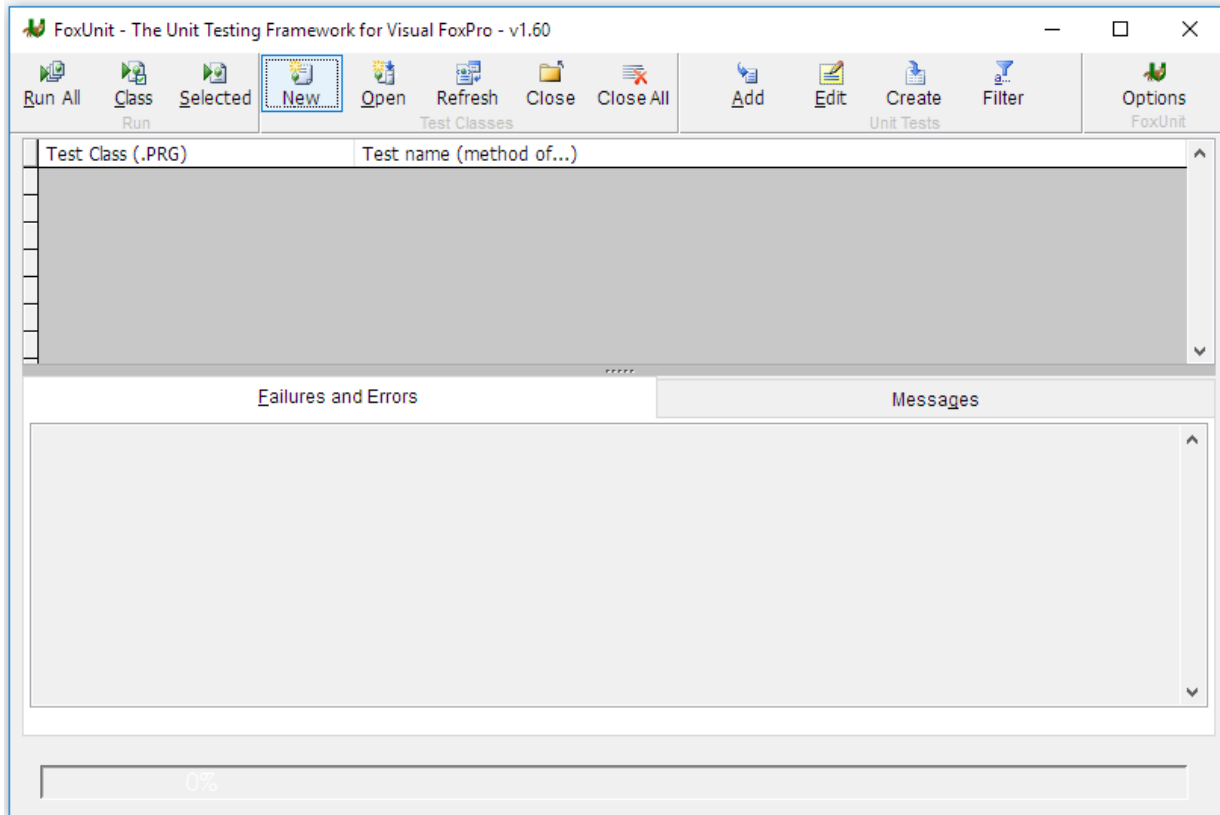 FoxUnit - The Unit Testing Framework for Visual FoxPro - v1.60
Run All Class Selected New Open Refresh Close Close All Add Edit Create Filter Options
Run Test Classes Unit Tests FoxUnit
Test Class (.PRG) Test name (method of...)
Failures and Errors Messages
0%